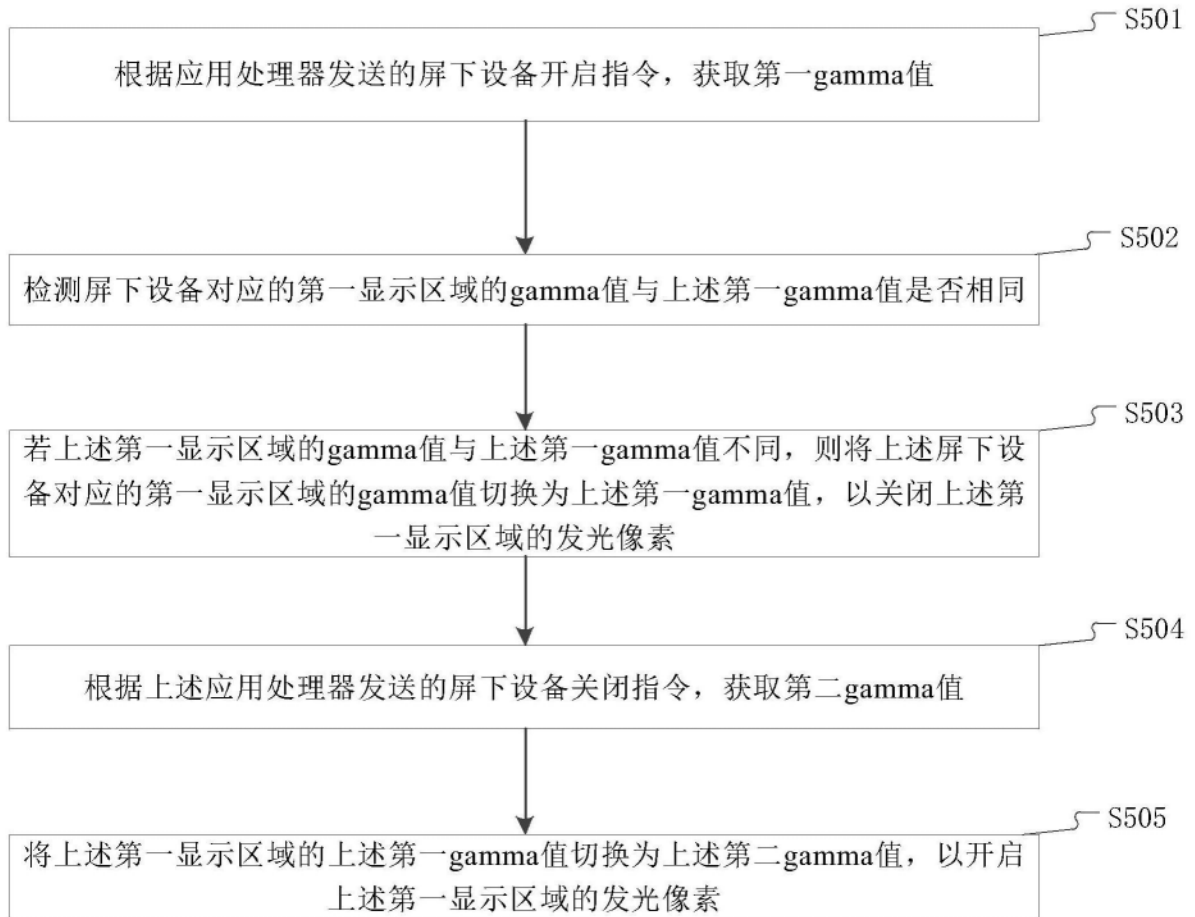 S501
根据应用处理器发送的屏下设备开启指令，获取第一gamma值
S502
检测屏下设备对应的第一显示区域的gamma值与上述第一gamma值是否相同
S503
若上述第一显示区域的gamma值与上述第一gamma值不同，则将上述屏下设
备对应的第一显示区域的gamma值切换为上述第一gamma值，以关闭上述第
一显示区域的发光像素
S504
根据上述应用处理器发送的屏下设备关闭指令，获取第二gamma值
S505
将上述第一显示区域的上述第一gamma值切换为上述第二gamma值，以开启
上述第一显示区域的发光像素